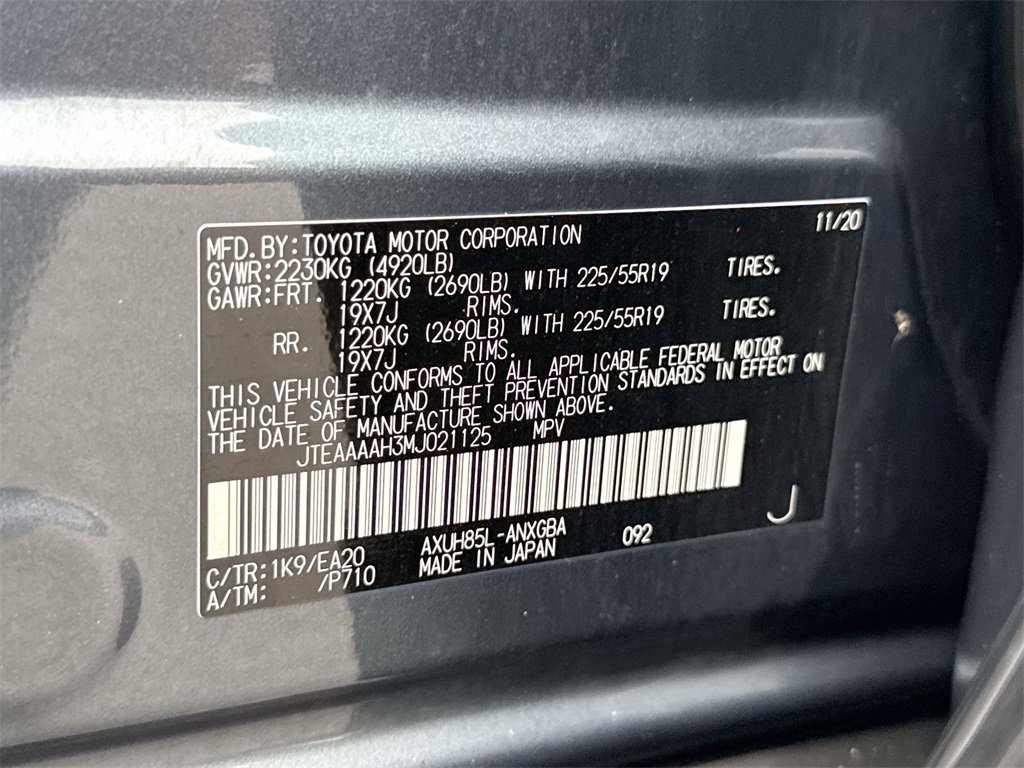 11/20
MFD. BY: TOYOTA MOTOR CORPORATION
GVWR: 2230KG (4920LB)
GAWR: FRT. 1220KG (2690LB) WITH 225/55R19 TIRES.
19X7J RIMS.
RR. 1220KG (2690LB) WITH 225/55R19 TIRES.
19X7J RIMS.
THIS VEHICLE CONFORMS TO ALL APPLICABLE FEDERAL MOTOR
VEHICLE SAFETY AND THEFT PREVENTION STANDARDS IN EFFECT ON
THE DATE OF MANUFACTURE SHOWN ABOVE.
JTEAAAAH3MJ021125 MPV
J
C/TR: 1K9/EA20 AXUH85L-ANXGBA 092
A/TM: /P710 MADE IN JAPAN